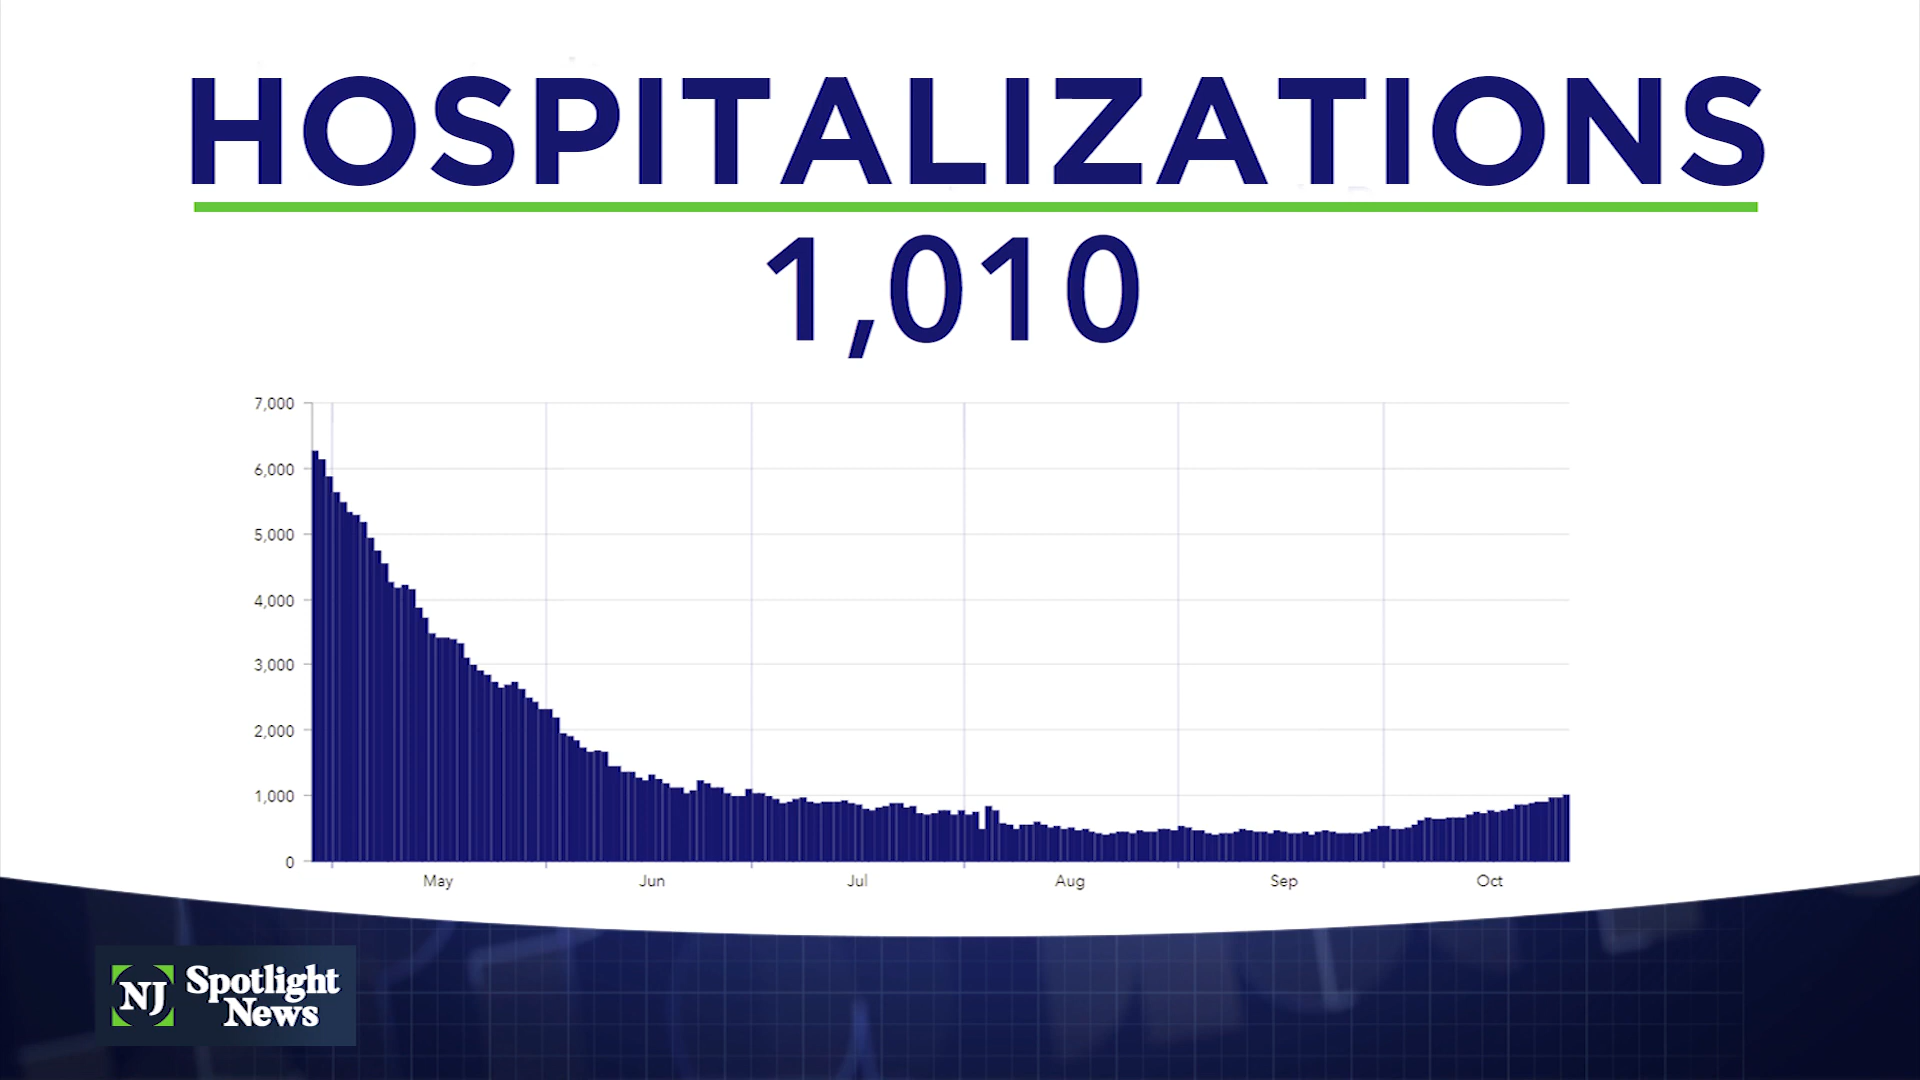 HOSPITALIZATIONS
1,010
7,000
6,000
5,000
4,000
3,000
2,000
1,000
0
May Jun Jul Aug Sep Oct
NJ Spotlight
News